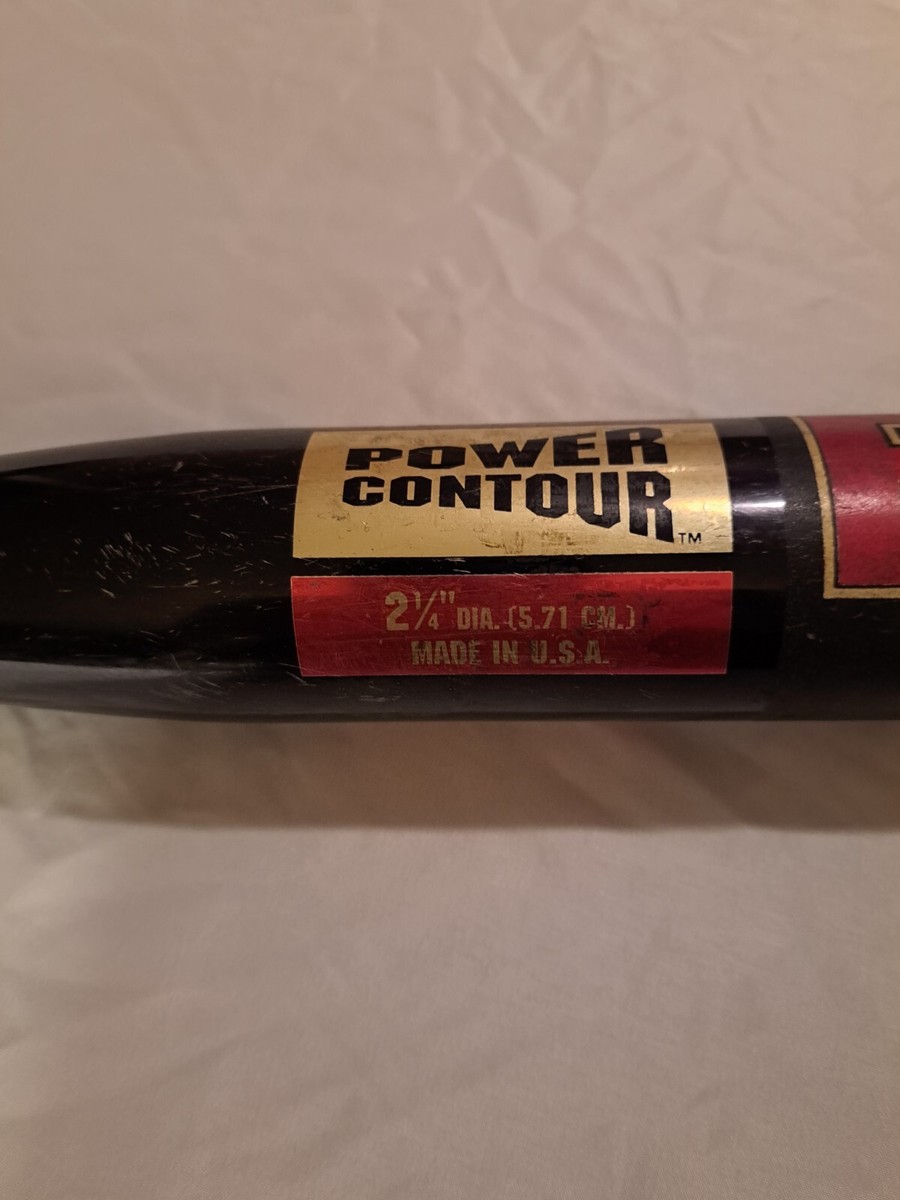 POWER
CONTOUR™
2¼" DIA. (5.71 CM.)
MADE IN U.S.A.